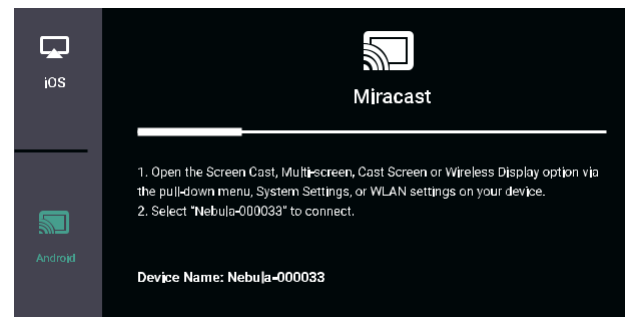 iOS
Miracast
1. Open the Screen Cast, Multi-screen, Cast Screen or Wireless Display option via
the pull-down menu, System Settings, or WLAN settings on your device.
2. Select "Nebula-000033" to connect.
Android
Device Name: Nebula-000033